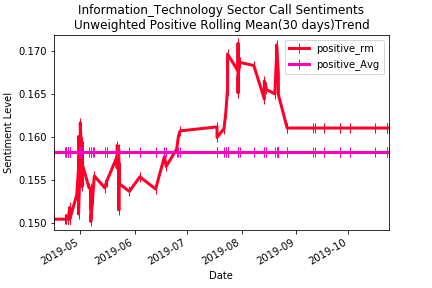 Information_Technology Sector Call Sentiments
Unweighted Positive Rolling Mean(30 days)Trend
positive_rm
positive_Avg
Sentiment Level
0.170
0.165
0.160
0.155
0.150
2019-05
2019-06
2019-07
2019-08
2019-09
2019-10
Date